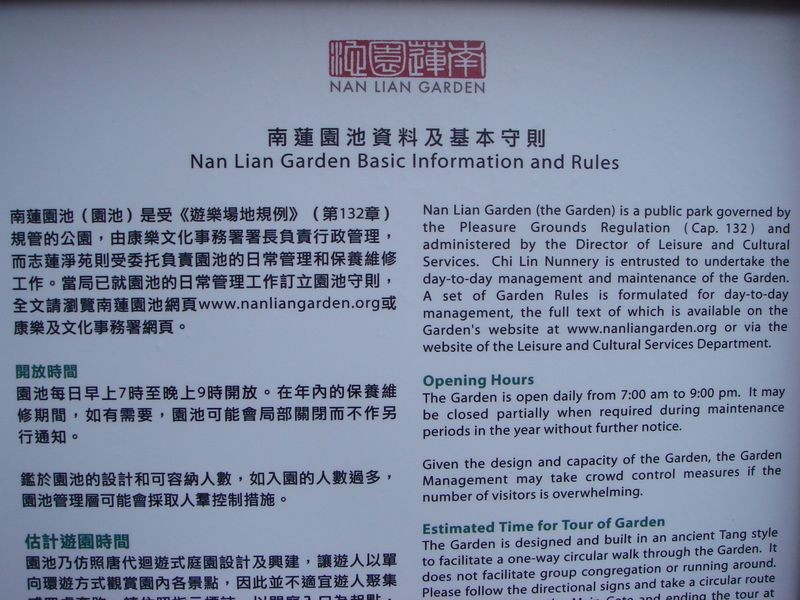 南蓮園池
NAN LIAN GARDEN
南蓮園池資料及基本守則
Nan Lian Garden Basic Information and Rules
南蓮園池（園池）是受《遊樂場地規例》（第132章）
規管的公園，由康樂文化事務署署長負責行政管理，
而志蓮淨苑則受委托負責園池的日常管理和保養維修
工作。當局已就園池的日常管理工作訂立園池守則，
全文請瀏覽南蓮園池網頁www.nanliangarden.org或
康樂及文化事務署網頁。
開放時間
園池每日早上7時至晚上9時開放。在年內的保養維
修期間，如有需要，園池可能會局部關閉而不作另
行通知。
鑑於園池的設計和可容納人數，如入園的人數過多，
園池管理層可能會採取人羣控制措施。
估計遊園時間
園池乃仿照唐代迴遊式庭園設計及興建，讓遊人以單
向環遊方式觀賞園內各景點，因此並不適宜遊人聚集
Nan Lian Garden (the Garden) is a public park governed by
the Pleasure Grounds Regulation (Cap. 132) and
administered by the Director of Leisure and Cultural
Services. Chi Lin Nunnery is entrusted to undertake the
day-to-day management and maintenance of the Garden.
A set of Garden Rules is formulated for day-to-day
management, the full text of which is available on the
Garden's website at www.nanliangarden.org or via the
website of the Leisure and Cultural Services Department.
Opening Hours
The Garden is open daily from 7:00 am to 9:00 pm. It may
be closed partially when required during maintenance
periods in the year without further notice.
Given the design and capacity of the Garden, the Garden
Management may take crowd control measures if the
number of visitors is overwhelming.
Estimated Time for Tour of Garden
The Garden is designed and built in an ancient Tang style
to facilitate a one-way circular walk through the Garden. It
does not facilitate group congregation or running around.
Please follow the directional signs and take a circular route
Main Gate and ending the tour at